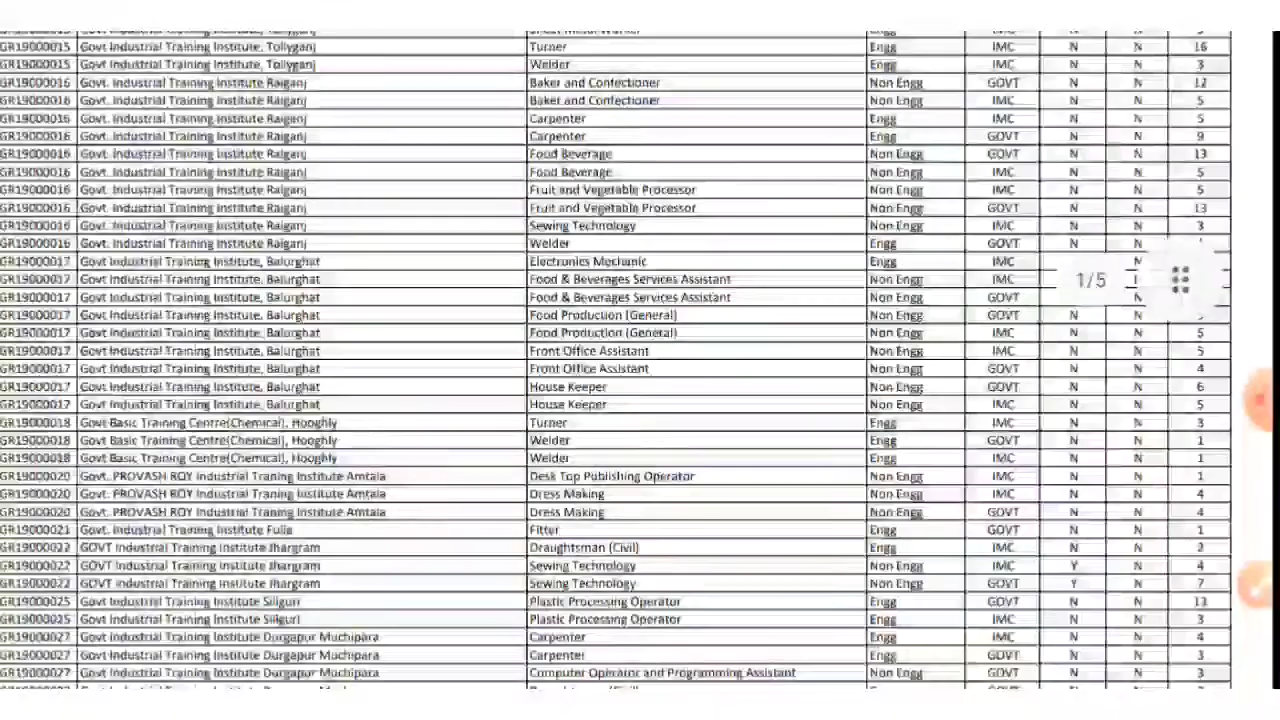 GR19000015 Govt Industrial Training Institute, Tollyganj Turner Engg IMC N N 16
GR19000015 Govt Industrial Training Institute, Tollyganj Welder Engg IMC N N 3
GR19000016 Govt. Industrial Training Institute Raiganj Baker and Confectioner Non Engg GOVT N N 12
GR19000016 Govt. Industrial Training Institute Raiganj Baker and Confectioner Non Engg IMC N N 5
GR19000016 Govt. Industrial Training Institute Raiganj Carpenter Engg IMC N N 5
GR19000016 Govt. Industrial Training Institute Raiganj Carpenter Engg GOVT N N 9
GR19000016 Govt. Industrial Training Institute Raiganj Food Beverage Non Engg GOVT N N 13
GR19000016 Govt. Industrial Training Institute Raiganj Food Beverage Non Engg IMC N N 5
GR19000016 Govt. Industrial Training Institute Raiganj Fruit and Vegetable Processor Non Engg IMC N N 5
GR19000016 Govt. Industrial Training Institute Raiganj Fruit and Vegetable Processor Non Engg GOVT N N 13
GR19000016 Govt. Industrial Training Institute Raiganj Sewing Technology Non Engg IMC N N 3
GR19000016 Govt. Industrial Training Institute Raiganj Welder Engg GOVT N N
GR19000017 Govt Industrial Training Institute, Balurghat Electronics Mechanic Engg IMC
GR19000017 Govt Industrial Training Institute, Balurghat Food & Beverages Services Assistant Non Engg IMC 1/5
GR19000017 Govt Industrial Training Institute, Balurghat Food & Beverages Services Assistant Non Engg GOVT
GR19000017 Govt Industrial Training Institute, Balurghat Food Production (General) Non Engg GOVT N N
GR19000017 Govt Industrial Training Institute, Balurghat Food Production (General) Non Engg IMC N N 5
GR19000017 Govt Industrial Training Institute, Balurghat Front Office Assistant Non Engg IMC N N 5
GR19000017 Govt Industrial Training Institute, Balurghat Front Office Assistant Non Engg GOVT N N 4
GR19000017 Govt Industrial Training Institute, Balurghat House Keeper Non Engg GOVT N N 6
GR19000017 Govt Industrial Training Institute, Balurghat House Keeper Non Engg IMC N N 5
GR19000018 Govt Basic Training Centre(Chemical), Hooghly Turner Engg IMC N N 3
GR19000018 Govt Basic Training Centre(Chemical), Hooghly Welder Engg GOVT N N 1
GR19000018 Govt Basic Training Centre(Chemical), Hooghly Welder Engg IMC N N 1
GR19000020 Govt. PROVASH ROY Industrial Traning Institute Amtala Desk Top Publishing Operator Non Engg IMC N N 1
GR19000020 Govt. PROVASH ROY Industrial Traning Institute Amtala Dress Making Non Engg IMC N N 4
GR19000020 Govt. PROVASH ROY Industrial Traning Institute Amtala Dress Making Non Engg GOVT N N 4
GR19000021 Govt. Industrial Training Institute Fulia Fitter Engg GOVT N N 1
GR19000022 GOVT Industrial Training Institute Jhargram Draughtsman (Civil) Engg IMC N N 2
GR19000022 GOVT Industrial Training Institute Jhargram Sewing Technology Non Engg IMC Y N 4
GR19000022 GOVT Industrial Training Institute Jhargram Sewing Technology Non Engg GOVT Y N 7
GR19000025 Govt Industrial Training Institute Siliguri Plastic Processing Operator Engg GOVT N N 13
GR19000025 Govt Industrial Training Institute Siliguri Plastic Processing Operator Engg IMC N N 3
GR19000027 Govt Industrial Training Institute Durgapur Muchipara Carpenter Engg IMC N N 4
GR19000027 Govt Industrial Training Institute Durgapur Muchipara Carpenter Engg GOVT N N 3
GR19000027 Govt Industrial Training Institute Durgapur Muchipara Computer Operator and Programming Assistant Non Engg GOVT N N 3